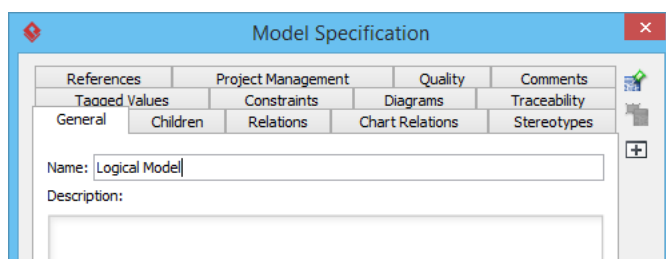 Model Specification
References Project Management Quality Comments
Tagged Values Constraints Diagrams Traceability
General Children Relations Chart Relations Stereotypes
Name: Logical Model
Description: